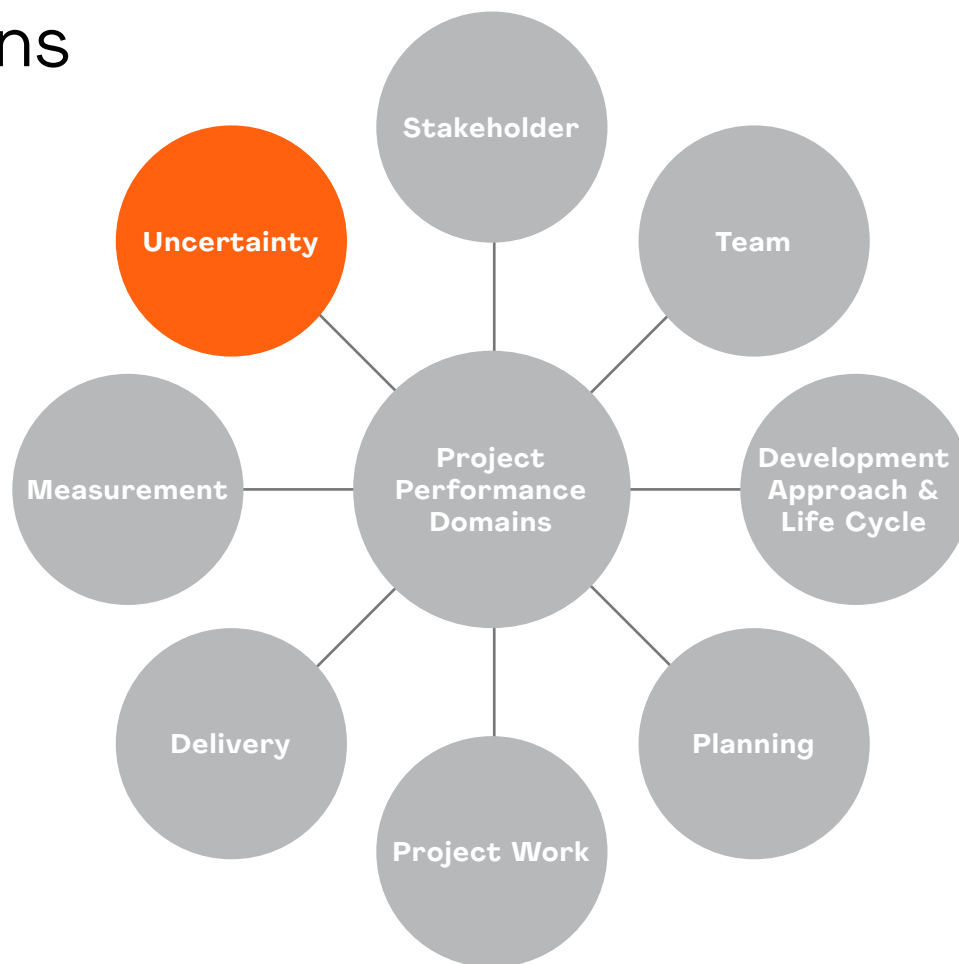 ns
Stakeholder
Uncertainty
Team
Project
Performance
Domains
Measurement
Development
Approach &
Life Cycle
Delivery
Planning
Project Work